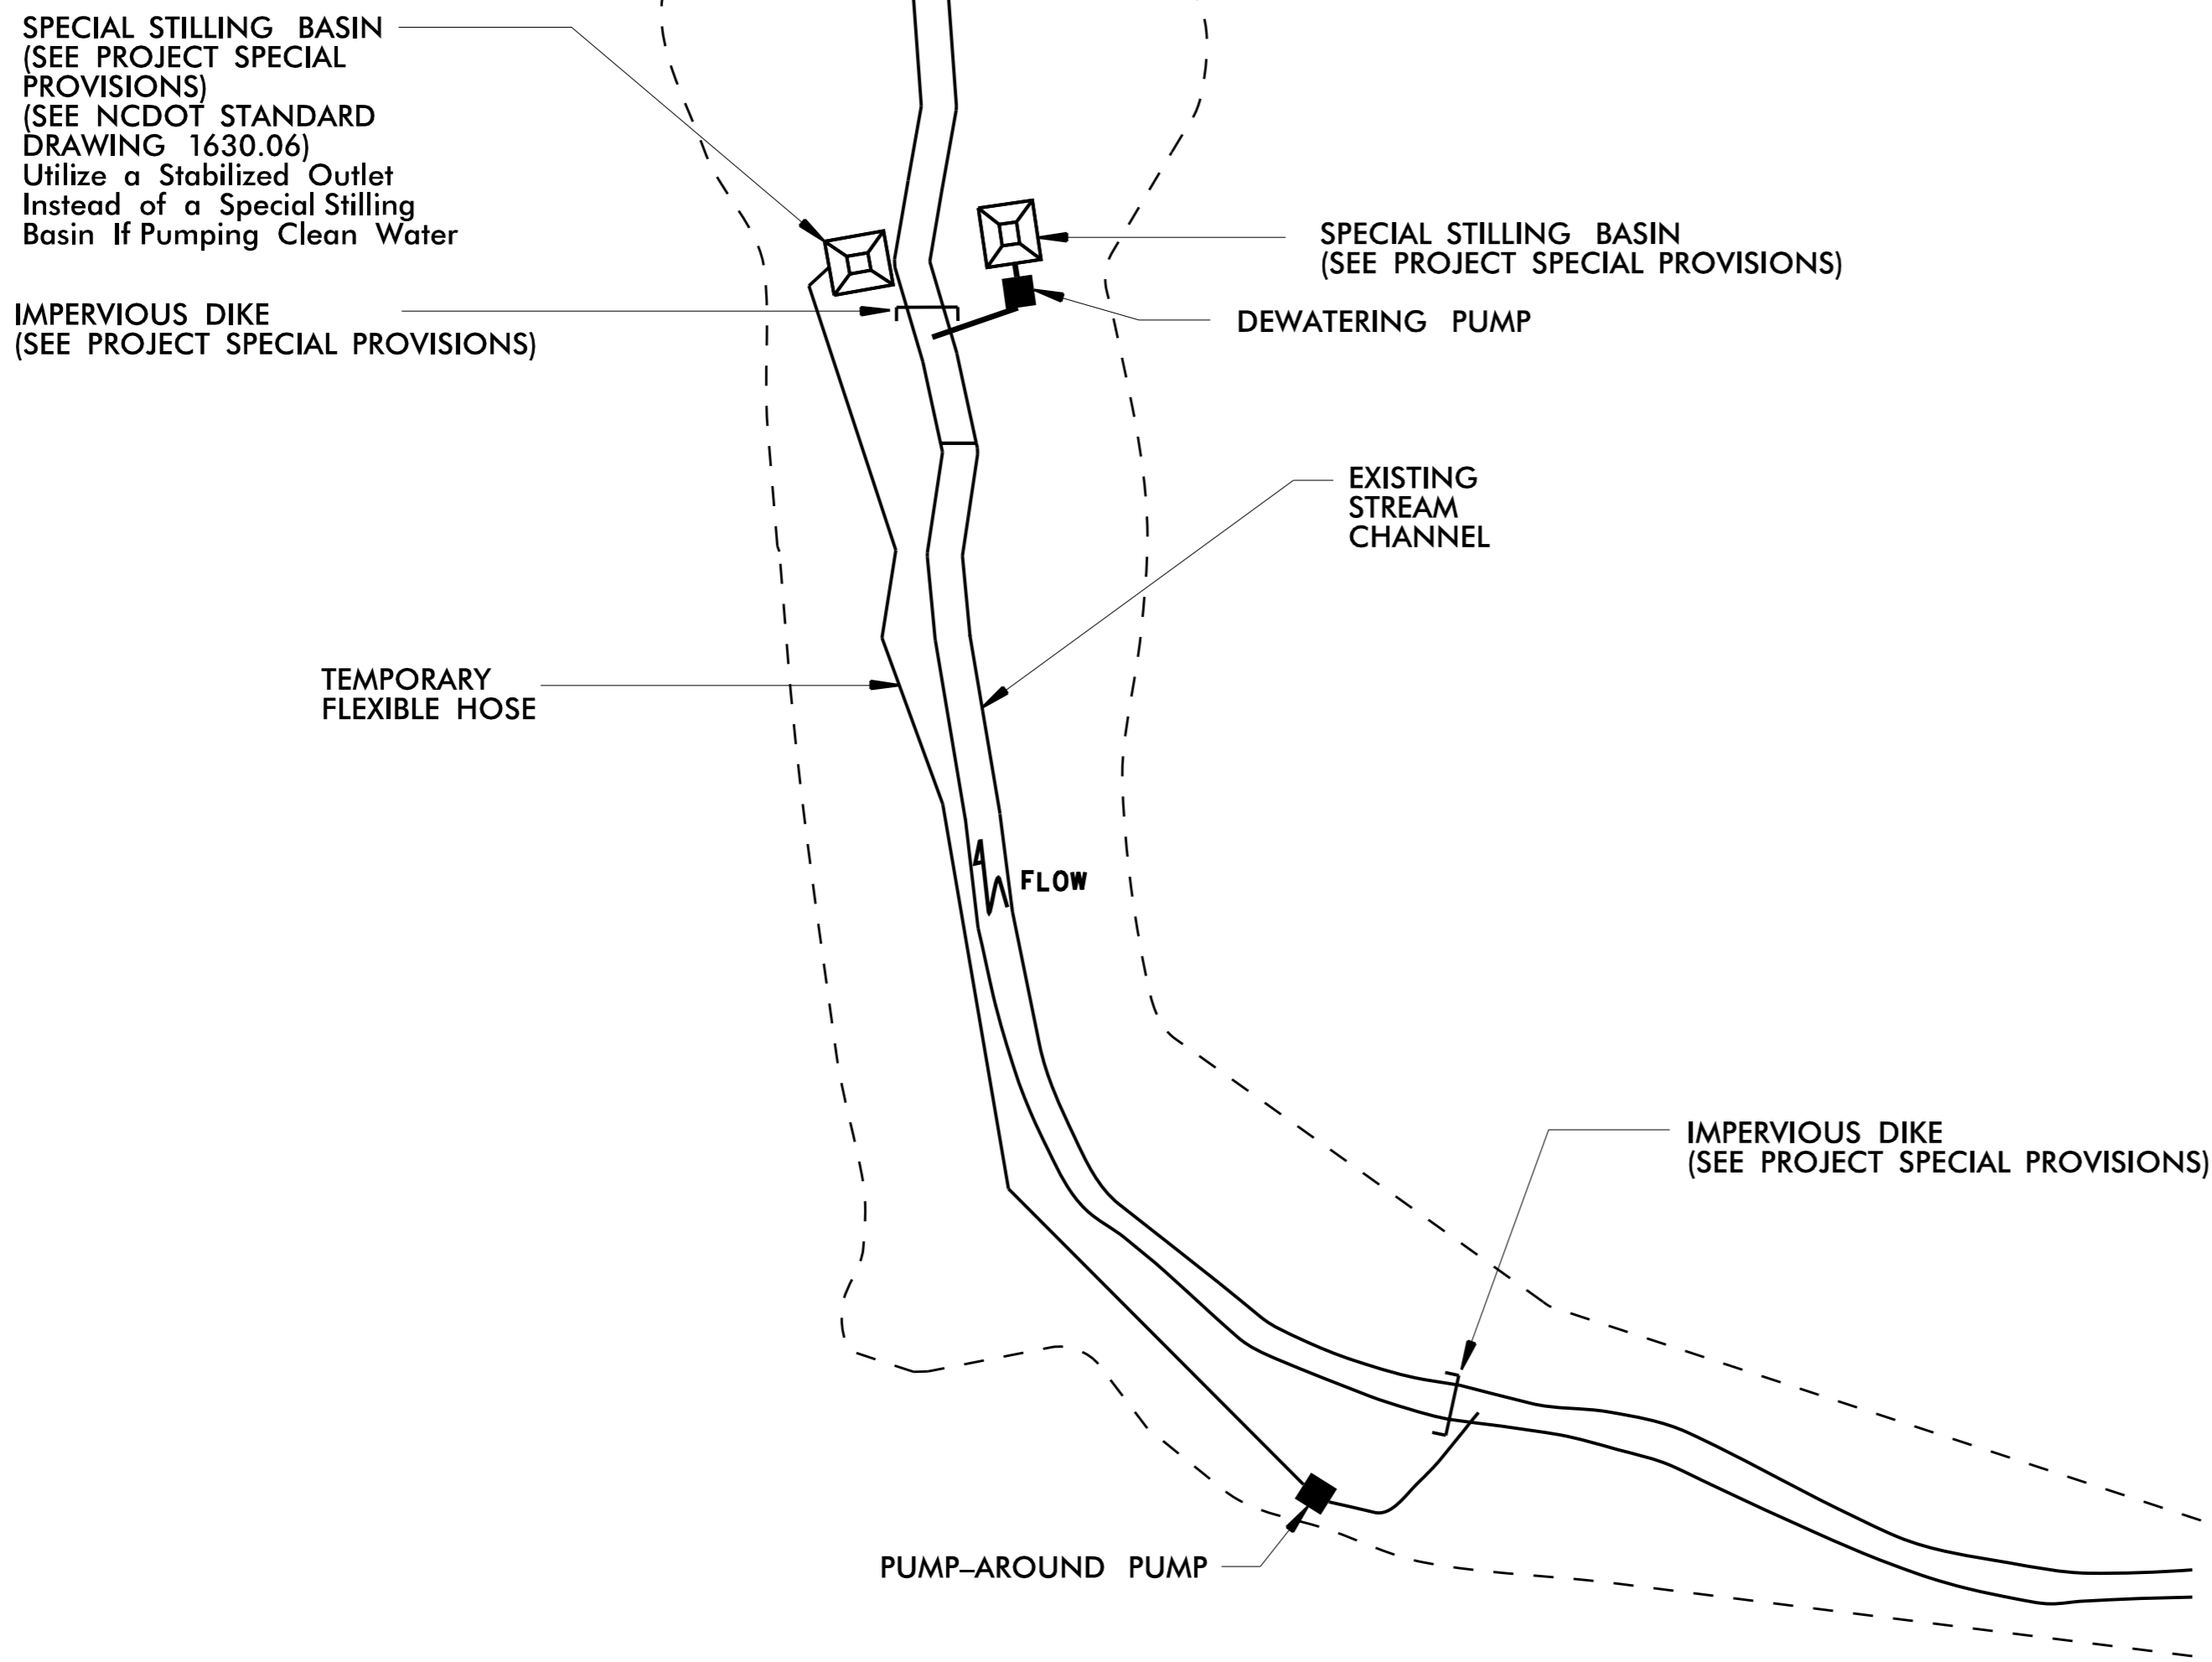 SPECIAL STILLING BASIN
(SEE PROJECT SPECIAL
PROVISIONS)
(SEE NCDOT STANDARD
DRAWING 1630.06)
Utilize a Stabilized Outlet
Instead of a Special Stilling
Basin If Pumping Clean Water
SPECIAL STILLING BASIN
(SEE PROJECT SPECIAL PROVISIONS)
IMPERVIOUS DIKE
(SEE PROJECT SPECIAL PROVISIONS)
DEWATERING PUMP
EXISTING
STREAM
CHANNEL
TEMPORARY
FLEXIBLE HOSE
FLOW
IMPERVIOUS DIKE
(SEE PROJECT SPECIAL PROVISIONS)
PUMP-AROUND PUMP